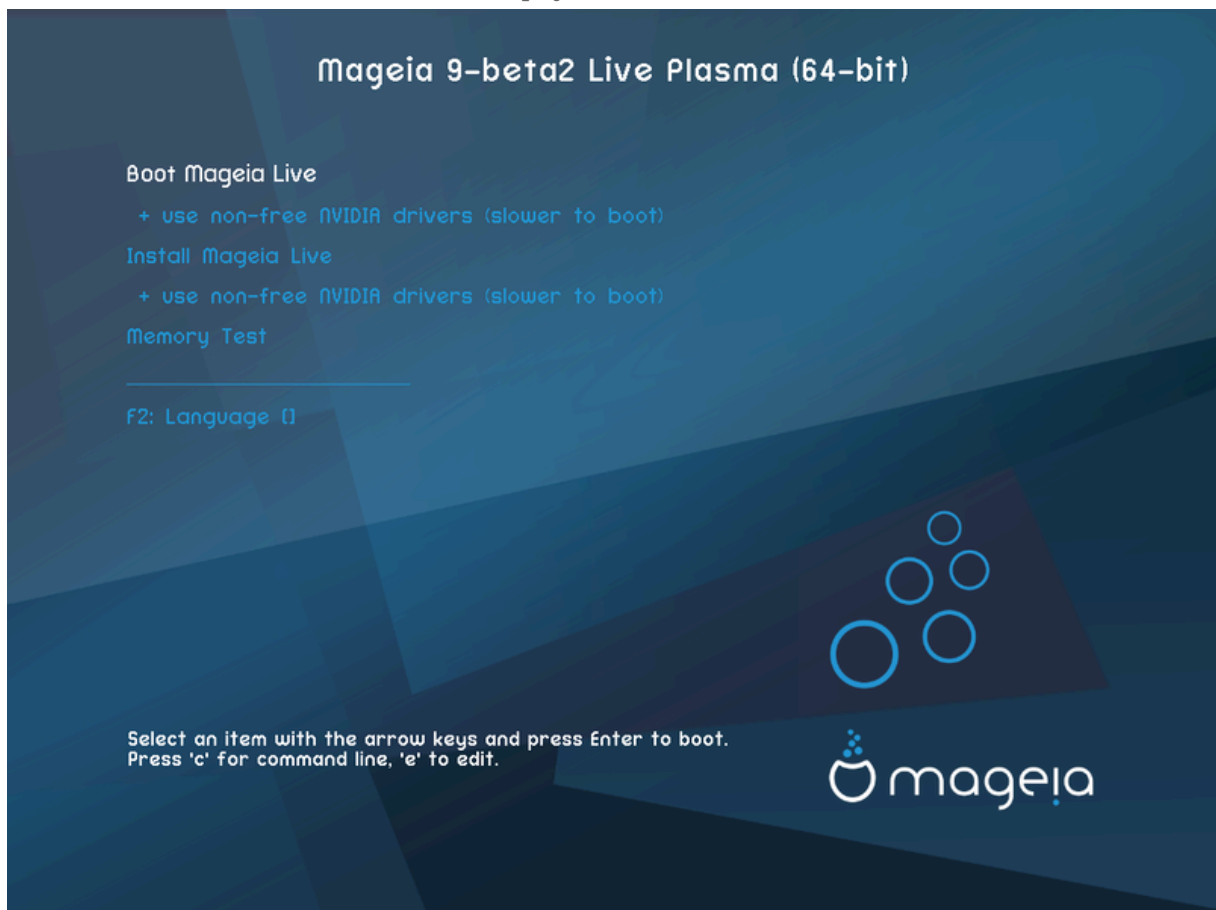 Mageia 9-beta2 Live Plasma (64-bit)
Boot Mageia Live
+ use non-free NVIDIA drivers (slower to boot)
Install Mageia Live
+ use non-free NVIDIA drivers (slower to boot)
Memory Test
F2: Language []
Select an item with the arrow keys and press Enter to boot.
Press 'c' for command line, 'e' to edit.
mageia